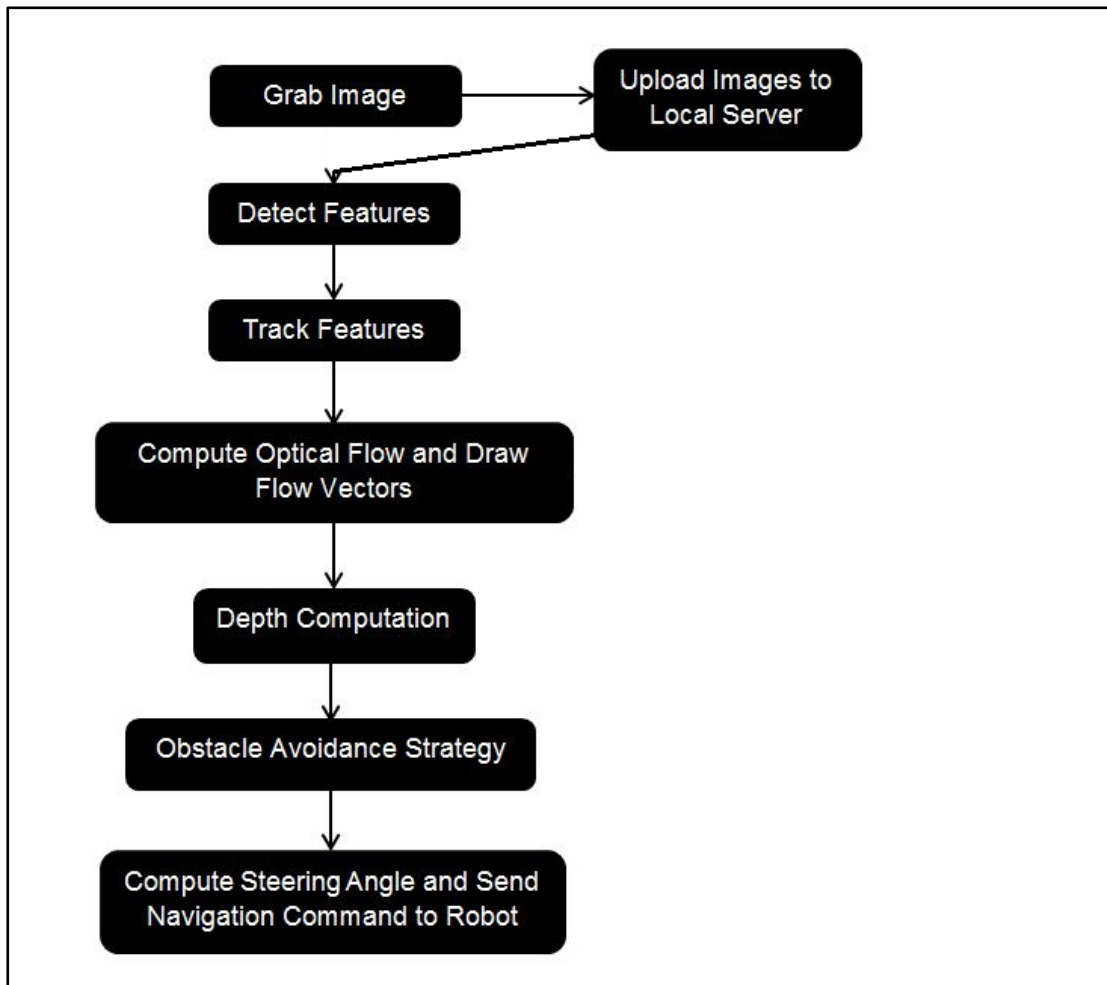 Grab Image
Upload Images to
Local Server
Detect Features
Track Features
Compute Optical Flow and Draw
Flow Vectors
Depth Computation
Obstacle Avoidance Strategy
Compute Steering Angle and Send
Navigation Command to Robot